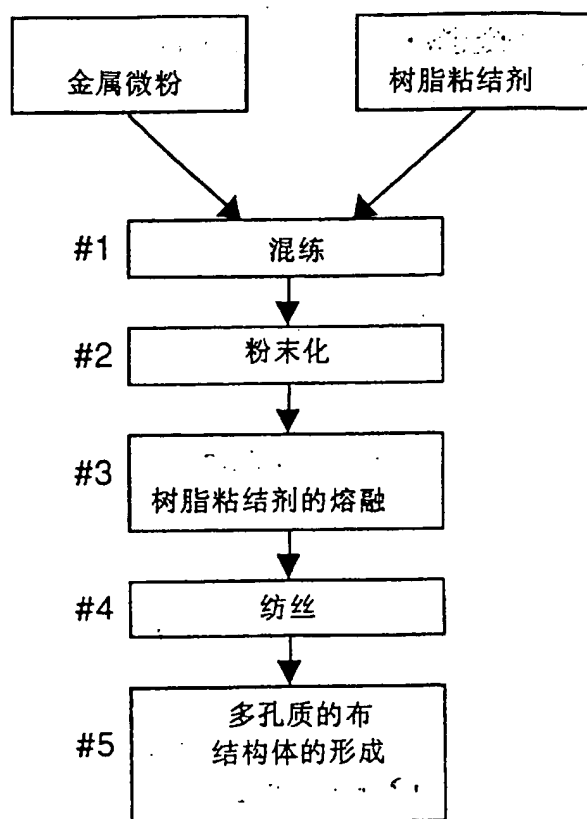 金属微粉
树脂粘结剂
#1 混练
#2 粉末化
#3 树脂粘结剂的熔融
#4 纺丝
#5 多孔质的布
结构体的形成